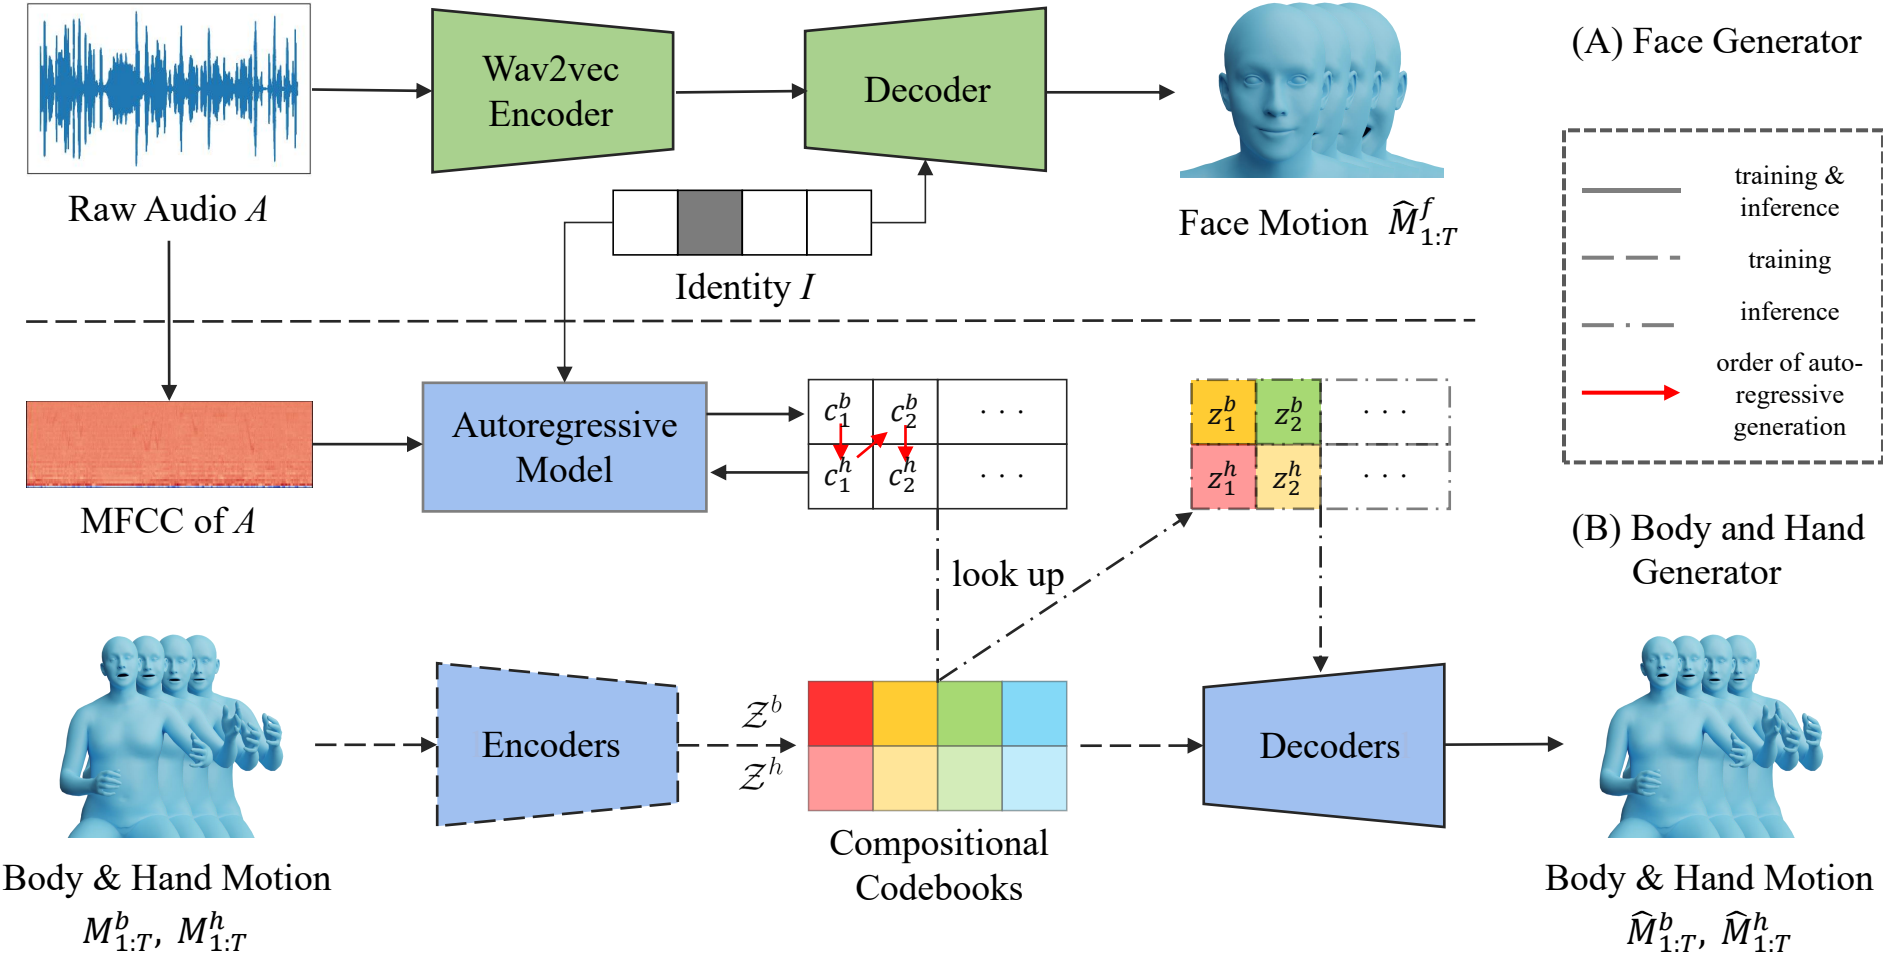 Wav2vec
Encoder
Decoder
(A) Face Generator
Raw Audio A
Face Motion M̂^f_{1:T}
Identity I
training &
inference
training
inference
order of auto-
regressive
generation
Autoregressive
Model
c^b_1 c^b_2 ...
c^h_1 c^h_2 ...
z^b_1 z^b_2 ...
z^h_1 z^h_2 ...
MFCC of A
(B) Body and Hand
Generator
look up
Encoders
𝒵^b
𝒵^h
Decoders
Compositional
Codebooks
Body & Hand Motion
M^b_{1:T}, M^h_{1:T}
Body & Hand Motion
M̂^b_{1:T}, M̂^h_{1:T}